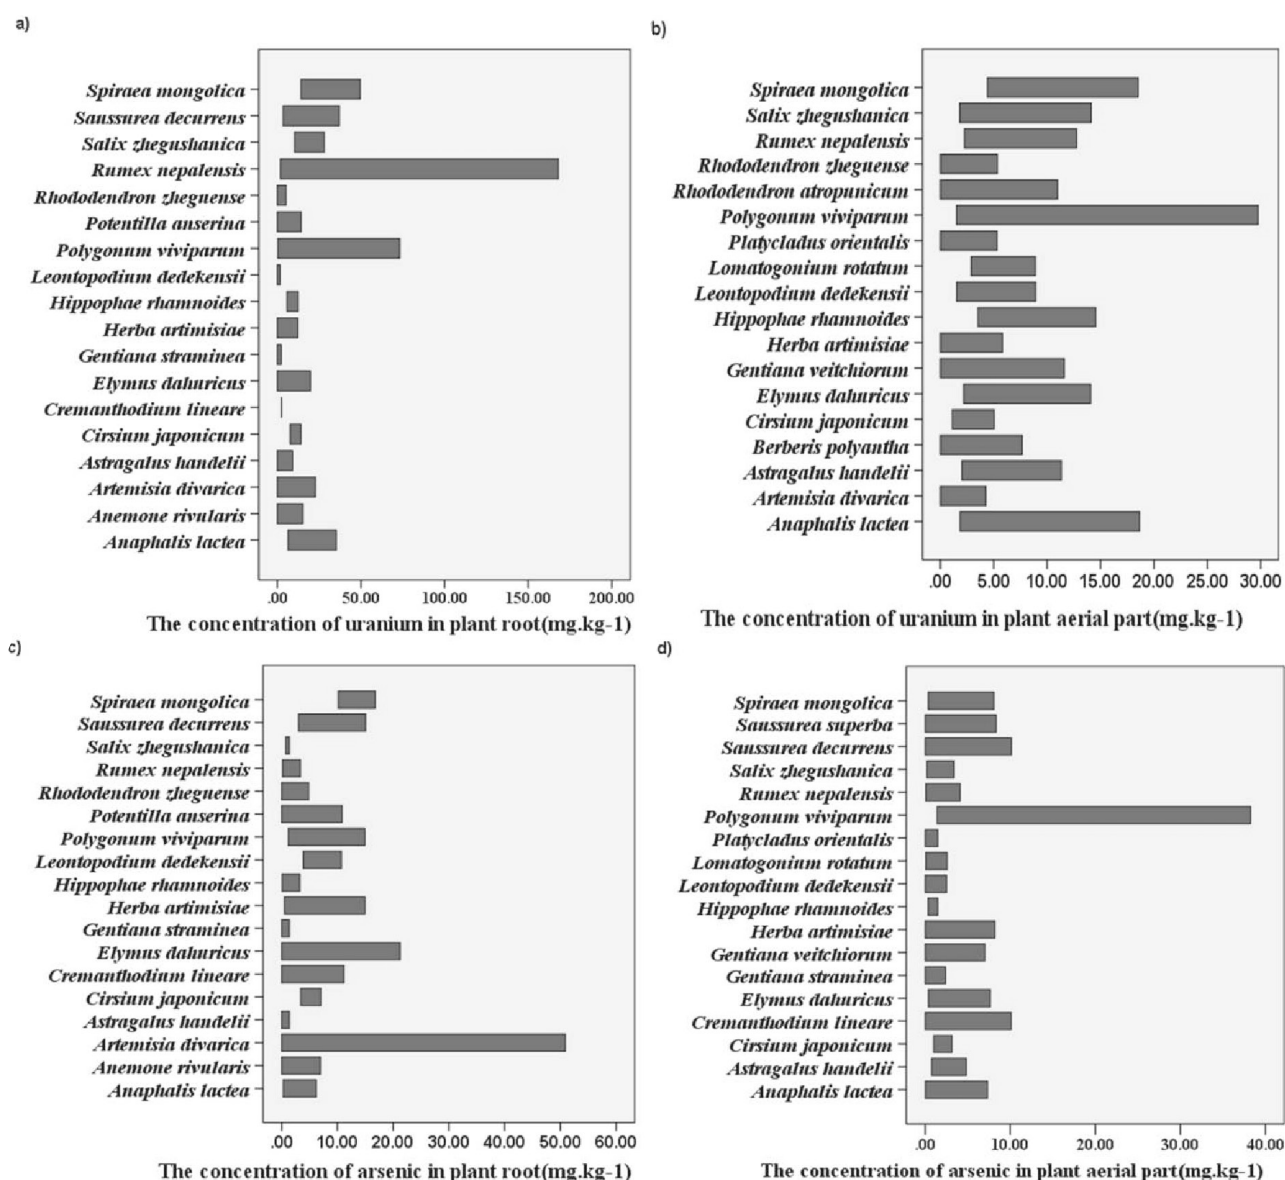 a)
Spiraea mongolica
Saussurea decurrens
Salix zhegushanica
Rumex nepalensis
Rhododendron zheguense
Potentilla anserina
Polygonum viviparum
Leontopodium dedekensii
Hippophae rhamnoides
Herba artimisiae
Gentiana straminea
Elymus dahuricus
Cremanthodium lineare
Cirsium japonicum
Astragalus handelii
Artemisia divarica
Anemone rivularis
Anaphalis lactea
.00 50.00 100.00 150.00 200.00
The concentration of uranium in plant root(mg.kg-1)
b)
Spiraea mongolica
Salix zhegushanica
Rumex nepalensis
Rhododendron zheguense
Rhododendron atropunicum
Polygonum viviparum
Platycladus orientalis
Lomatogonium rotatum
Leontopodium dedekensii
Hippophae rhamnoides
Herba artimisiae
Gentiana veitchiorum
Elymus dahuricus
Cirsium japonicum
Berberis polyantha
Astragalus handelii
Artemisia divarica
Anaphalis lactea
.00 5.00 10.00 15.00 20.00 25.00 30.00
The concentration of uranium in plant aerial part(mg.kg-1)
c)
Spiraea mongolica
Saussurea decurrens
Salix zhegushanica
Rumex nepalensis
Rhododendron zheguense
Potentilla anserina
Polygonum viviparum
Leontopodium dedekensii
Hippophae rhamnoides
Herba artimisiae
Gentiana straminea
Elymus dahuricus
Cremanthodium lineare
Cirsium japonicum
Astragalus handelii
Artemisia divarica
Anemone rivularis
Anaphalis lactea
.00 10.00 20.00 30.00 40.00 50.00 60.00
The concentration of arsenic in plant root(mg.kg-1)
d)
Spiraea mongolica
Saussurea superba
Saussurea decurrens
Salix zhegushanica
Rumex nepalensis
Polygonum viviparum
Platycladus orientalis
Lomatogonium rotatum
Leontopodium dedekensii
Hippophae rhamnoides
Herba artimisiae
Gentiana veitchiorum
Gentiana straminea
Elymus dahuricus
Cremanthodium lineare
Cirsium japonicum
Astragalus handelii
Anaphalis lactea
.00 10.00 20.00 30.00 40.00
The concentration of arsenic in plant aerial part(mg.kg-1)